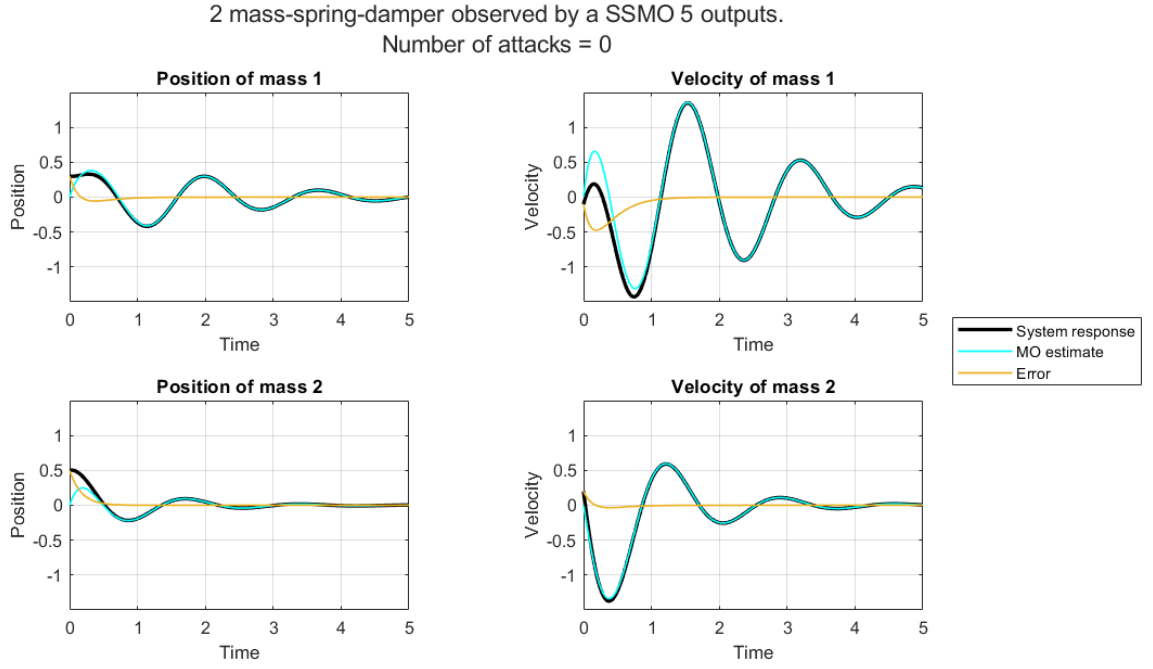 2 mass-spring-damper observed by a SSMO 5 outputs.
Number of attacks = 0
Position of mass 1
Position
1
0.5
0
-0.5
-1
0 1 2 3 4 5
Time
Velocity of mass 1
Velocity
1
0.5
0
-0.5
-1
0 1 2 3 4 5
Time
System response
MO estimate
Error
Position of mass 2
Position
1
0.5
0
-0.5
-1
0 1 2 3 4 5
Time
Velocity of mass 2
Velocity
1
0.5
0
-0.5
-1
0 1 2 3 4 5
Time